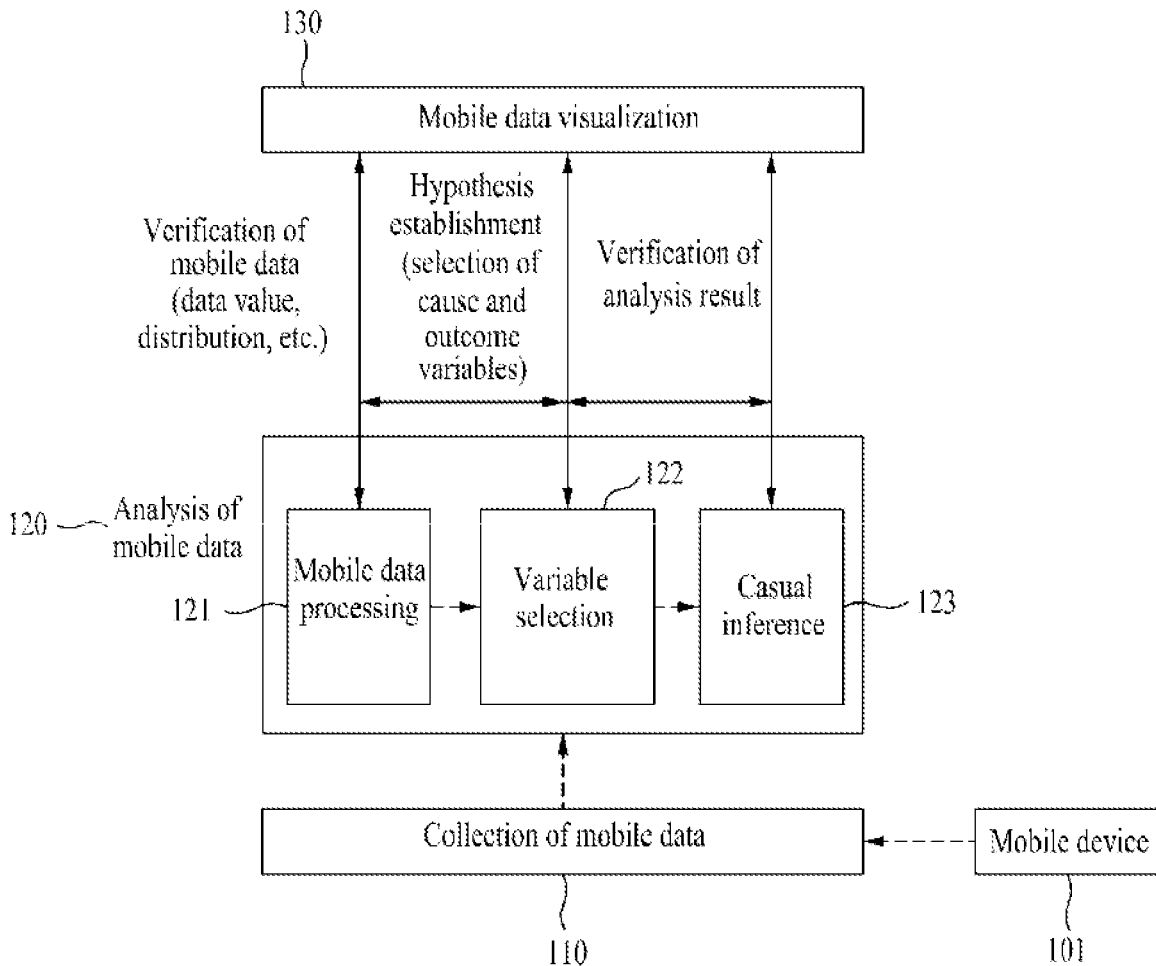 130
Mobile data visualization
Verification of
mobile data
(data value,
distribution, etc.)
Hypothesis
establishment
(selection of
cause and
outcome
variables)
Verification of
analysis result
120
Analysis of
mobile data
121
Mobile data
processing
122
Variable
selection
Casual
inference
123
Collection of mobile data
110
Mobile device
101